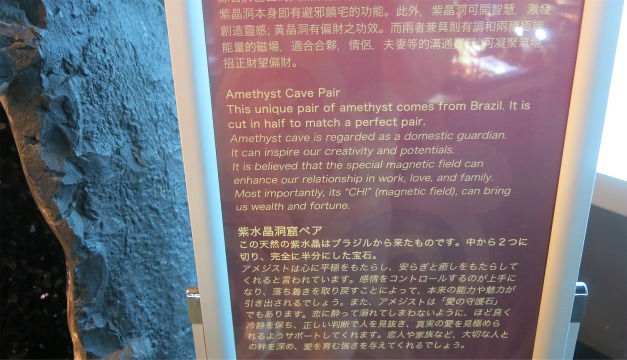 紫晶洞本身即有避邪鎮宅的功能。此外，紫晶洞可開智慧，激發
創造靈感；黃晶洞有偏財之功效。而兩者兼具則有調和兩種
能量的磁場，適合合夥、情侶、夫妻等的溝通 可凝聚氣場
招正財望偏財。
Amethyst Cave Pair
This unique pair of amethyst comes from Brazil. It is
cut in half to match a perfect pair.
Amethyst cave is regarded as a domestic guardian.
It can inspire our creativity and potentials.
It is believed that the special magnetic field can
enhance our relationship in work, love, and family.
Most importantly, its "CHI" (magnetic field), can bring
us wealth and fortune.
紫水晶洞窟ペア
この天然の紫水晶はブラジルから来たものです。中から２つに
切り、完全に半分にした宝石。
アメジストは心に平穏をもたらし、安らぎと癒しをもたらして
くれると言われています。感情をコントロールするのが上手に
なり、落ち着きを取り戻すことによって、本来の能力や魅力が
引き出されるでしょう。また、アメジストは「愛の守護石」
でもあります。恋に酔って溺れてしまわないように、ほど良く
冷静を保ち、正しい判断で人を見抜き、真実の愛を見極めら
れるようサポートしてくれます。恋人や家族など、大切な人と
の絆を深め、愛を育む強さを与えてくれるでしょう。